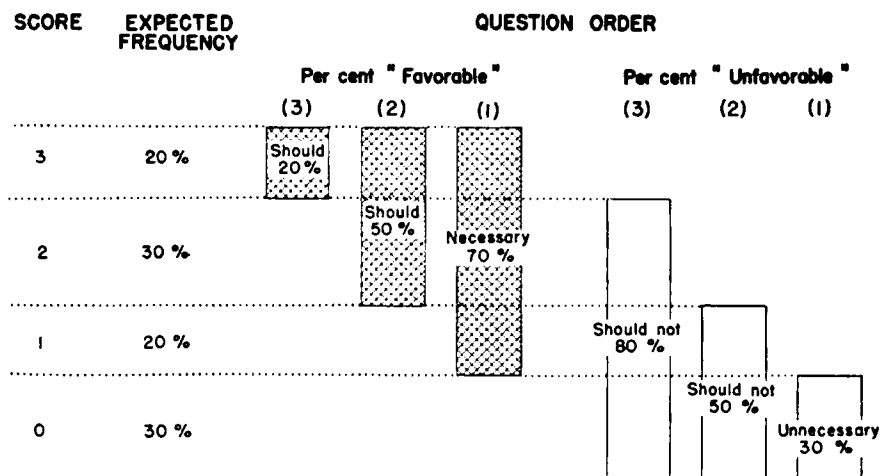 SCORE EXPECTED FREQUENCY QUESTION ORDER
Per cent " Favorable " Per cent " Unfavorable "
(3) (2) (1) (3) (2) (1)
3 20 % Should 20 %
Should 50 %
2 30 % Necessary 70 %
1 20 % Should not 80 %
Should not 50 %
0 30 % Unnecessary 30 %